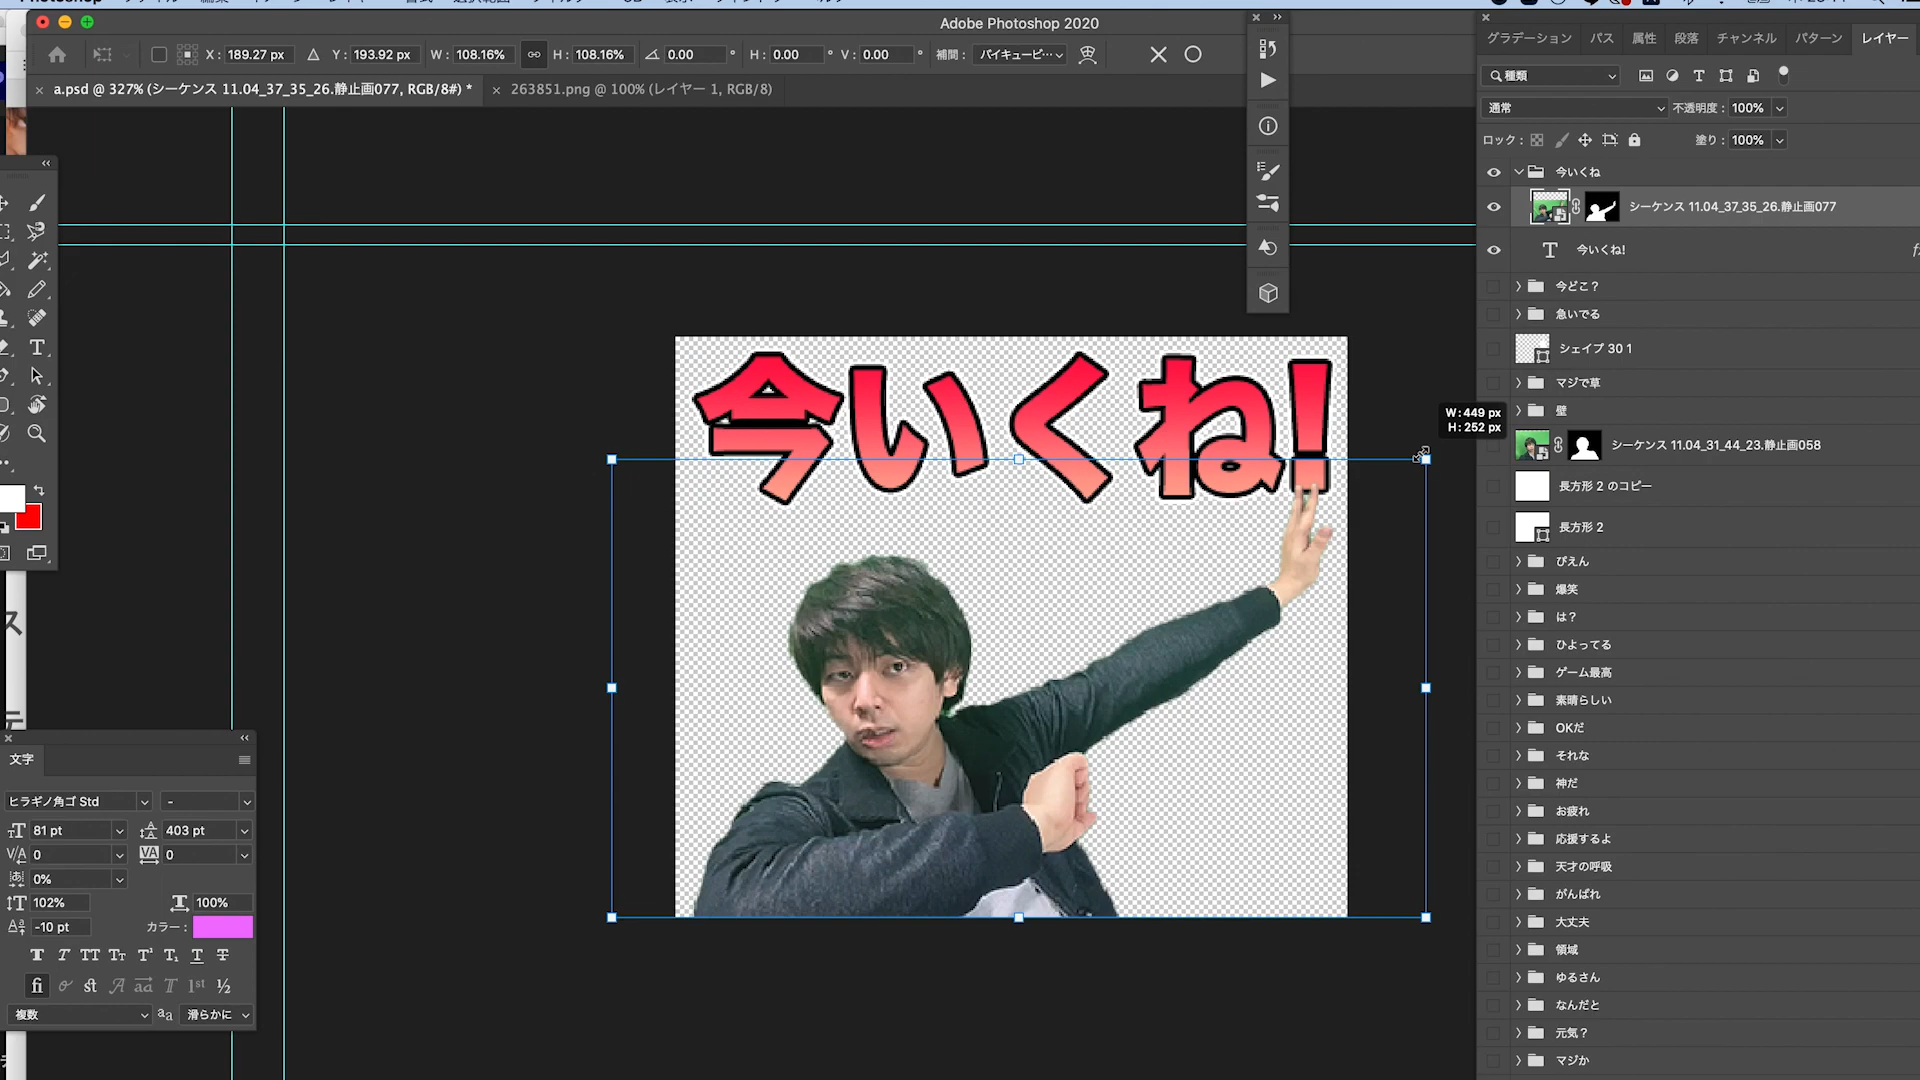 Adobe Photoshop 2020
X : 189.27 px
Y : 193.92 px
W : 108.16%
H : 108.16%
0.00 °
H : 0.00 °
V : 0.00 °
補間 : バイキュービ…
a.psd @ 327% (シーケンス 11.04_37_35_26.静止画077, RGB/8#) *
263851.png @ 100% (レイヤー 1, RGB/8)
今いくね!
W : 449 px
H : 252 px
文字
ヒラギノ角ゴ Std
-
81 pt
403 pt
0
0
0%
102%
100%
-10 pt
カラー :
複数
滑らかに
グラデーション
パス
属性
段落
チャンネル
パターン
レイヤー
種類
通常
不透明度 : 100%
ロック :
塗り : 100%
今いくね
シーケンス 11.04_37_35_26.静止画077
今いくね!
今どこ？
急いでる
シェイプ 30 1
マジで草
壁
シーケンス 11.04_31_44_23.静止画058
長方形 2 のコピー
長方形 2
ぴえん
爆笑
は？
ひよってる
ゲーム最高
素晴らしい
OKだ
それな
神だ
お疲れ
応援するよ
天才の呼吸
がんばれ
大丈夫
領域
ゆるさん
なんだと
元気？
マジか